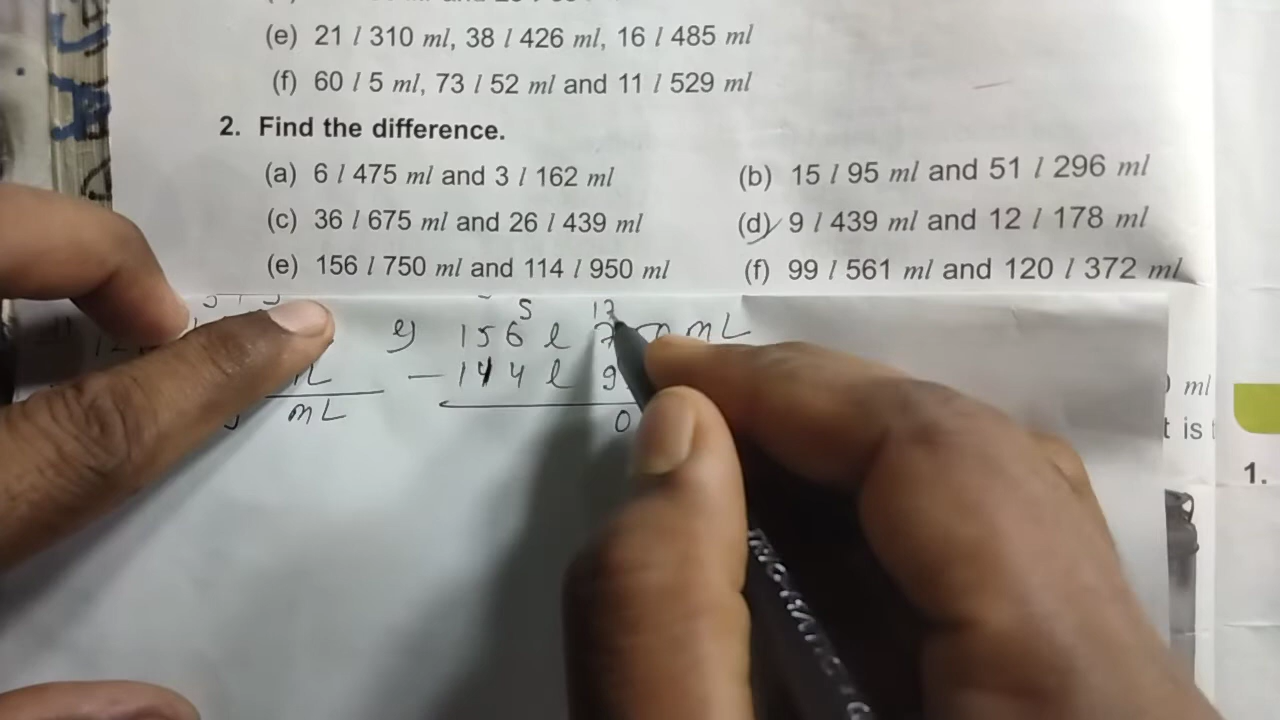 (e) 21 l 310 ml, 38 l 426 ml, 16 l 485 ml
(f) 60 l 5 ml, 73 l 52 ml and 11 l 529 ml
2. Find the difference.
(a) 6 l 475 ml and 3 l 162 ml
(b) 15 l 95 ml and 51 l 296 ml
(c) 36 l 675 ml and 26 l 439 ml
(d) 9 l 439 ml and 12 l 178 ml
(e) 156 l 750 ml and 114 l 950 ml
(f) 99 l 561 ml and 120 l 372 ml
5
e) 156 l 7 mL
- 144 l 9
0
mL
ml
t is
1.